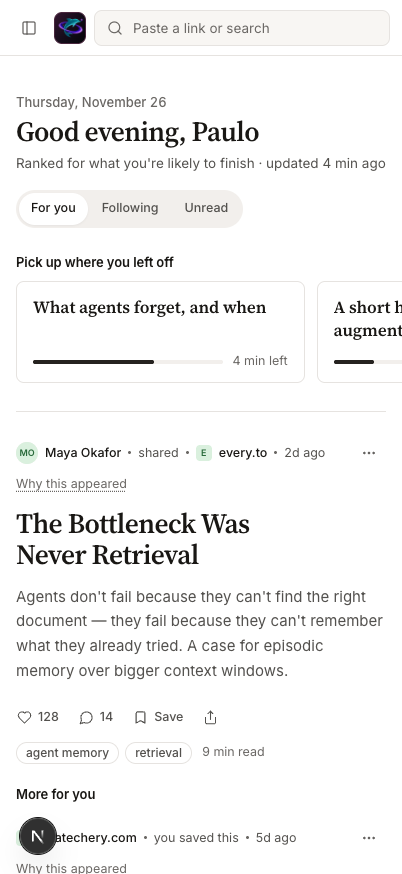 Paste a link or search
Thursday, November 26
Good evening, Paulo
Ranked for what you're likely to finish · updated 4 min ago
For you Following Unread
Pick up where you left off
What agents forget, and when
4 min left
A short h
augment
MO Maya Okafor • shared • E every.to • 2d ago
Why this appeared
The Bottleneck Was
Never Retrieval
Agents don't fail because they can't find the right
document — they fail because they can't remember
what they already tried. A case for episodic
memory over bigger context windows.
128 14 Save
agent memory retrieval 9 min read
More for you
N atechery.com • you saved this • 5d ago
Why this appeared